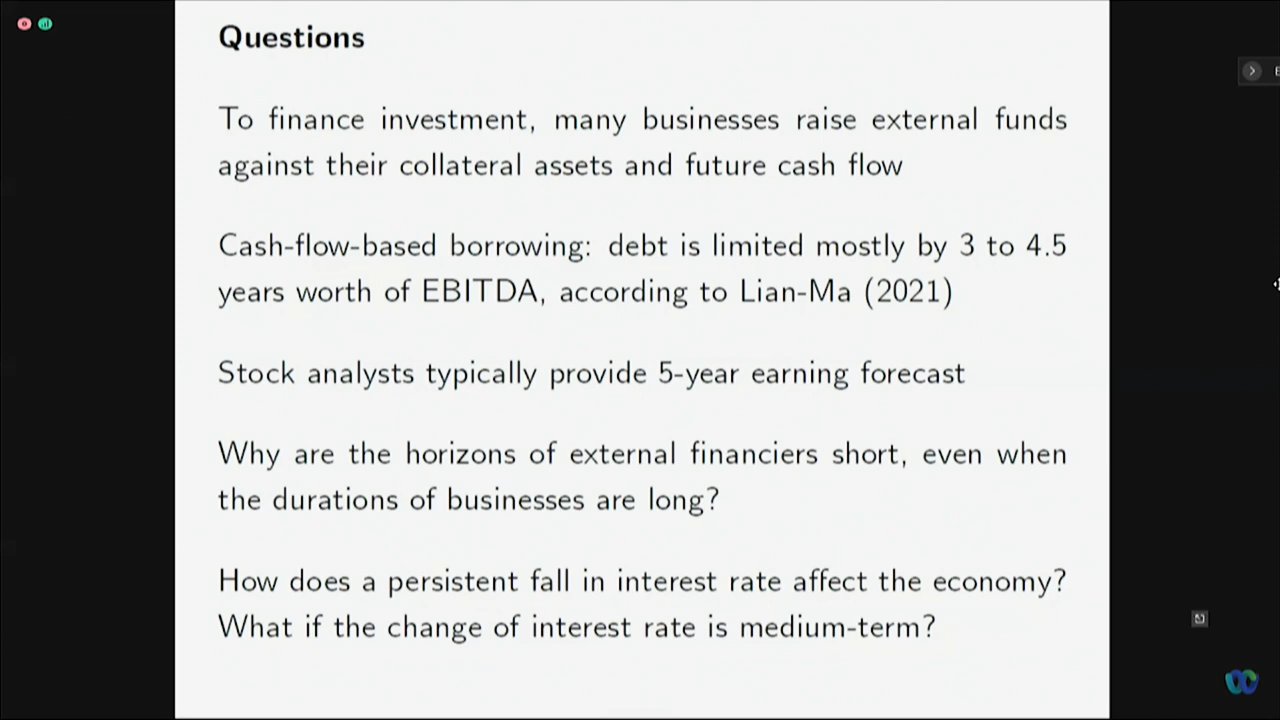 Questions
To finance investment, many businesses raise external funds
against their collateral assets and future cash flow
Cash-flow-based borrowing: debt is limited mostly by 3 to 4.5
years worth of EBITDA, according to Lian-Ma (2021)
Stock analysts typically provide 5-year earning forecast
Why are the horizons of external financiers short, even when
the durations of businesses are long?
How does a persistent fall in interest rate affect the economy?
What if the change of interest rate is medium-term?